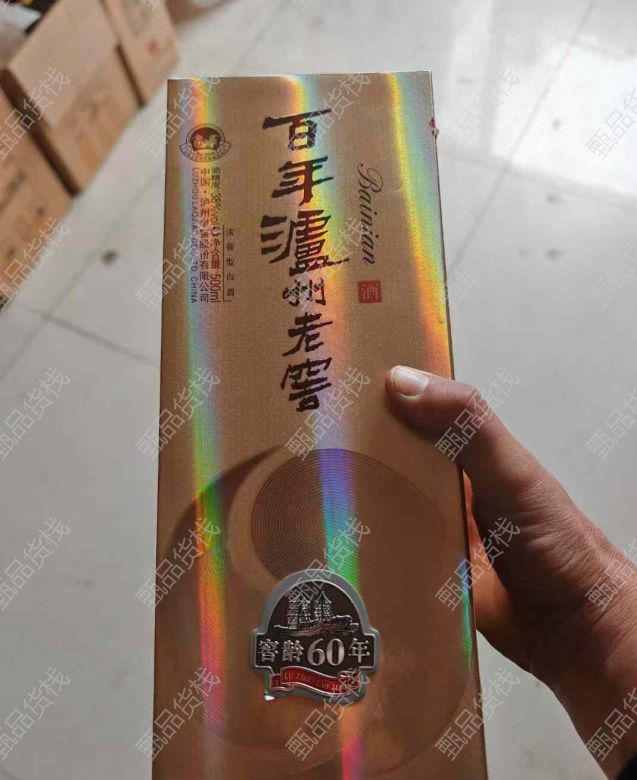 百年泸州老窖
Bainian
酒
浓香型白酒
酒精度:38%vol 净含量:500ml
中国·泸州老窖股份有限公司
LUZHOU LAOJIAO CO.,LTD CHINA
窖龄60年
甄品货栈